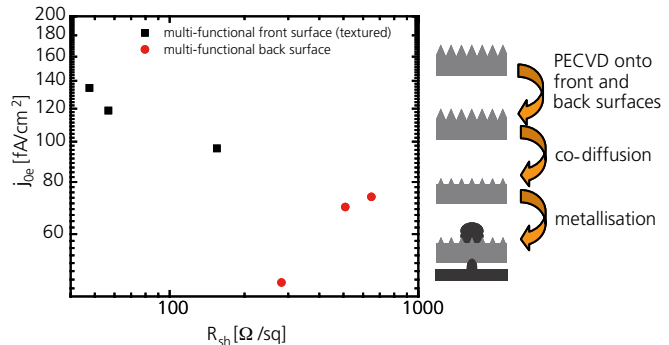 200
180
160
140
120
100
80
60
j0e [fA/cm²]
multi-functional front surface (textured)
multi-functional back surface
100
1000
Rsh [Ω /sq]
PECVD onto
front and
back surfaces
co-diffusion
metallisation